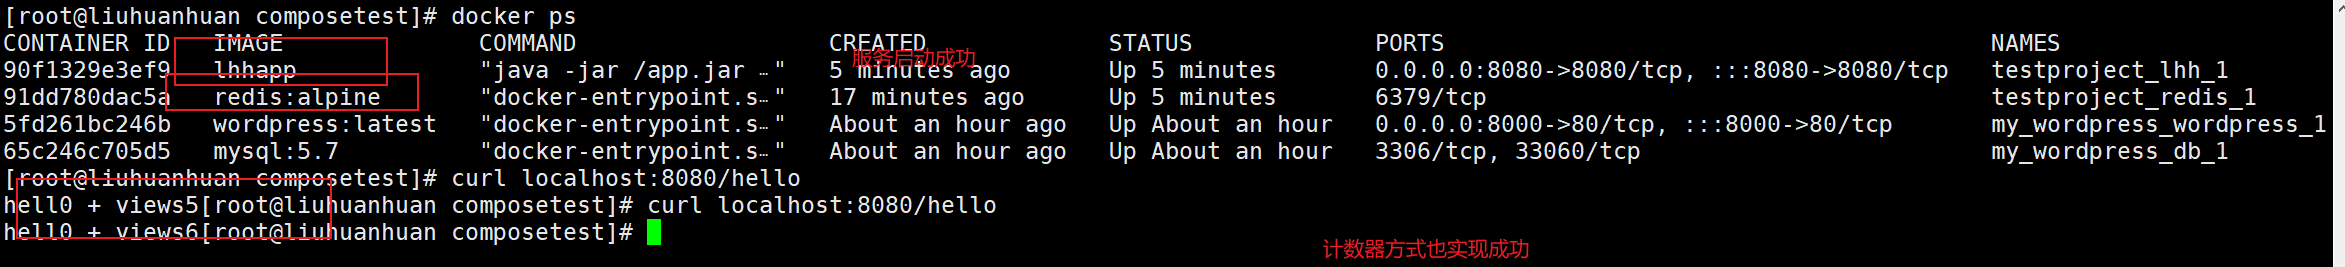 [root@liuhuanhuan composetest]# docker ps
CONTAINER ID   IMAGE              COMMAND                  CREATED             STATUS             PORTS                                       NAMES
服务启动成功
90f1329e3ef9   lhhapp             "java -jar /app.jar …"   5 minutes ago       Up 5 minutes       0.0.0.0:8080->8080/tcp, :::8080->8080/tcp   testproject_lhh_1
91dd780dac5a   redis:alpine       "docker-entrypoint.s…"   17 minutes ago      Up 5 minutes       6379/tcp                                    testproject_redis_1
5fd261bc246b   wordpress:latest   "docker-entrypoint.s…"   About an hour ago   Up About an hour   0.0.0.0:8000->80/tcp, :::8000->80/tcp       my_wordpress_wordpress_1
65c246c705d5   mysql:5.7          "docker-entrypoint.s…"   About an hour ago   Up About an hour   3306/tcp, 33060/tcp                         my_wordpress_db_1
[root@liuhuanhuan composetest]# curl localhost:8080/hello
hell0 + views5[root@liuhuanhuan composetest]# curl localhost:8080/hello
hell0 + views6[root@liuhuanhuan composetest]#
计数器方式也实现成功